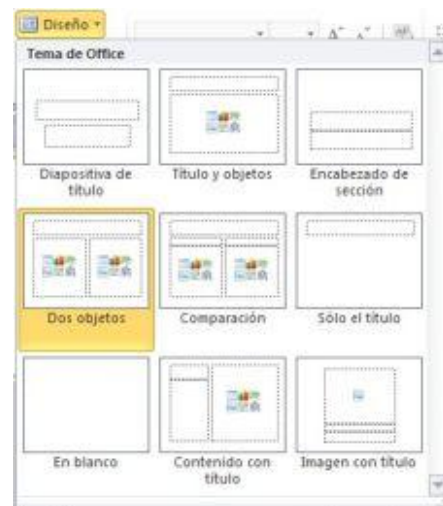 Diseño
Tema de Office
Diapositiva de
título
Título y objetos
Encabezado de
sección
Dos objetos
Comparación
Sólo el título
En blanco
Contenido con
título
Imagen con título